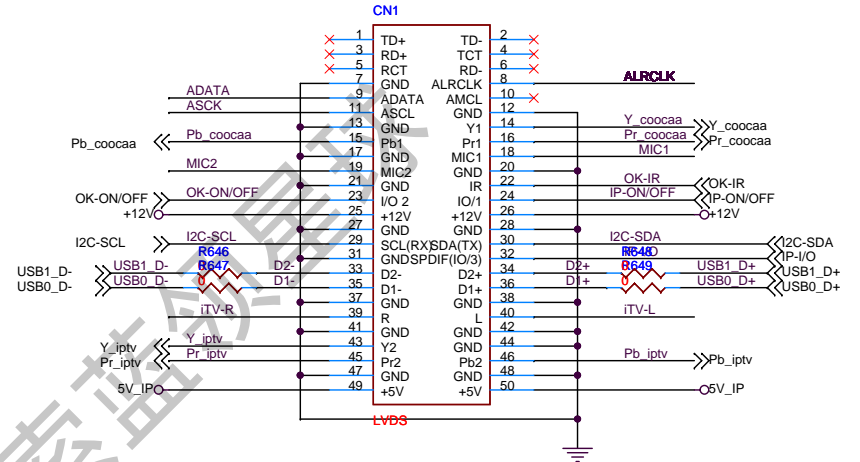 CN1
1 TD+ TD- 2
3 RD+ TCT 4
5 RCT RD- 6
7 GND ALRCLK 8 ALRCLK
ADATA 9 ADATA AMCL 10
ASCK 11 ASCL GND 12
13 GND Y1 14 Y_coocaa Y_coocaa
Pb_coocaa Pb_coocaa 15 Pb1 Pr1 16 Pr_coocaa Pr_coocaa
17 GND MIC1 18 MIC1
MIC2 19 MIC2 GND 20
21 GND IR 22 OK-IR OK-IR
OK-ON/OFF OK-ON/OFF 23 I/O 2 IO/1 24 IP-ON/OFF IP-ON/OFF
+12V 25 +12V +12V 26 +12V
27 GND GND 28
I2C-SCL I2C-SCL 29 SCL(RX) SDA(TX) 30 I2C-SDA I2C-SDA
R646 31 GND SPDIF(IO/3) 32 R648 IP-I/O
USB1_D- USB1_D- R647 0 D2- 33 D2- D2+ 34 D2+ R649 0 USB1_D+ USB1_D+
USB0_D- USB0_D- 0 D1- 35 D1- D1+ 36 D1+ 0 USB0_D+ USB0_D+
37 GND GND 38
iTV-R 39 R L 40 iTV-L
41 GND GND 42
Y_iptv Y_iptv 43 Y2 GND 44
Pr_iptv Pr_iptv 45 Pr2 Pb2 46 Pb_iptv Pb_iptv
47 GND GND 48
5V_IP 49 +5V +5V 50 5V_IP
LVDS
索蓝领星球